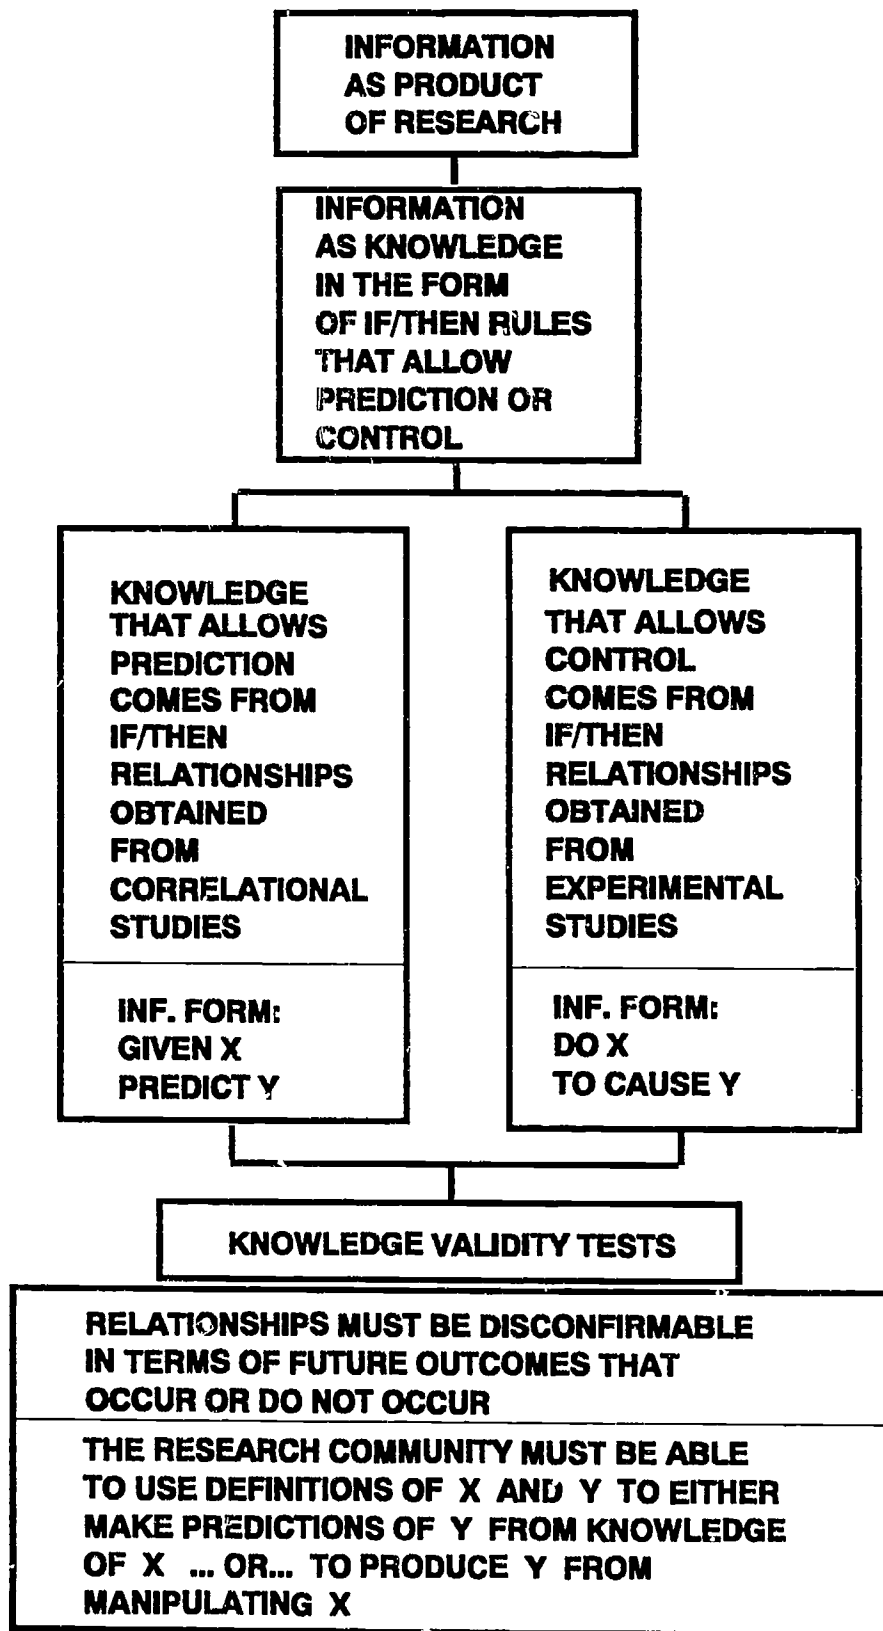 INFORMATION
AS PRODUCT
OF RESEARCH
INFORMATION
AS KNOWLEDGE
IN THE FORM
OF IF/THEN RULES
THAT ALLOW
PREDICTION OR
CONTROL
KNOWLEDGE
THAT ALLOWS
PREDICTION
COMES FROM
IF/THEN
RELATIONSHIPS
OBTAINED
FROM
CORRELATIONAL
STUDIES
INF. FORM:
GIVEN X
PREDICT Y
KNOWLEDGE
THAT ALLOWS
CONTROL
COMES FROM
IF/THEN
RELATIONSHIPS
OBTAINED
FROM
EXPERIMENTAL
STUDIES
INF. FORM:
DO X
TO CAUSE Y
KNOWLEDGE VALIDITY TESTS
RELATIONSHIPS MUST BE DISCONFIRMABLE
IN TERMS OF FUTURE OUTCOMES THAT
OCCUR OR DO NOT OCCUR
THE RESEARCH COMMUNITY MUST BE ABLE
TO USE DEFINITIONS OF X AND Y TO EITHER
MAKE PREDICTIONS OF Y FROM KNOWLEDGE
OF X ... OR... TO PRODUCE Y FROM
MANIPULATING X